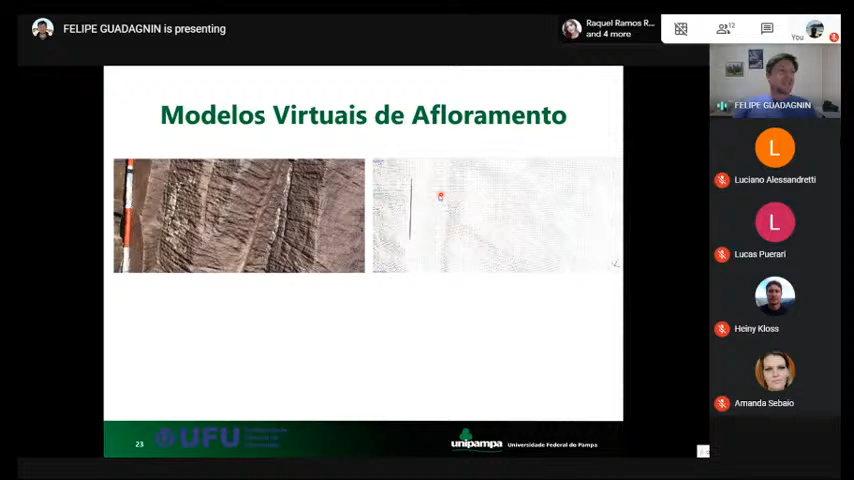 FELIPE GUADAGNIN is presenting
Raquel Ramos R...
and 4 more
12
You
Modelos Virtuais de Afloramento
FELIPE GUADAGNIN
L
Luciano Alessandretti
L
Lucas Puerari
Heiny Kloss
Amanda Sebaio
23
UFU
unipampa
Universidade Federal do Pampa